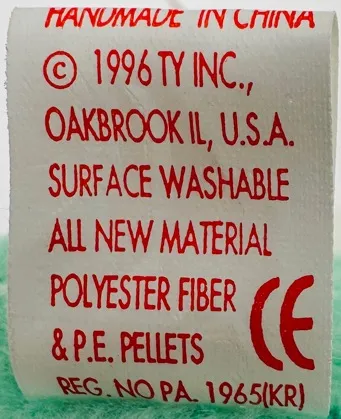 HANDMADE IN CHINA
© 1996 TY INC.,
OAKBROOK IL, U.S.A.
SURFACE WASHABLE
ALL NEW MATERIAL
POLYESTER FIBER
& P.E. PELLETS CE
REG. NO PA. 1965(KR)